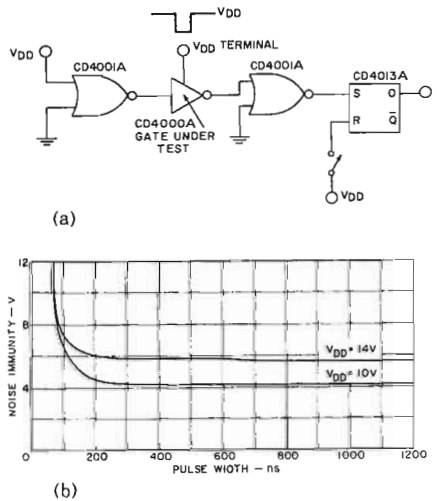 VDD
VDD
VDD TERMINAL
CD4001A
CD4001A
CD4013A
CD4000A
GATE UNDER
TEST
S
O
R
Q̅
VDD
(a)
NOISE IMMUNITY – V
12
8
4
0
VDD = 14V
VDD = 10V
200
400
600
800
1000
1200
PULSE WIDTH – ns
(b)